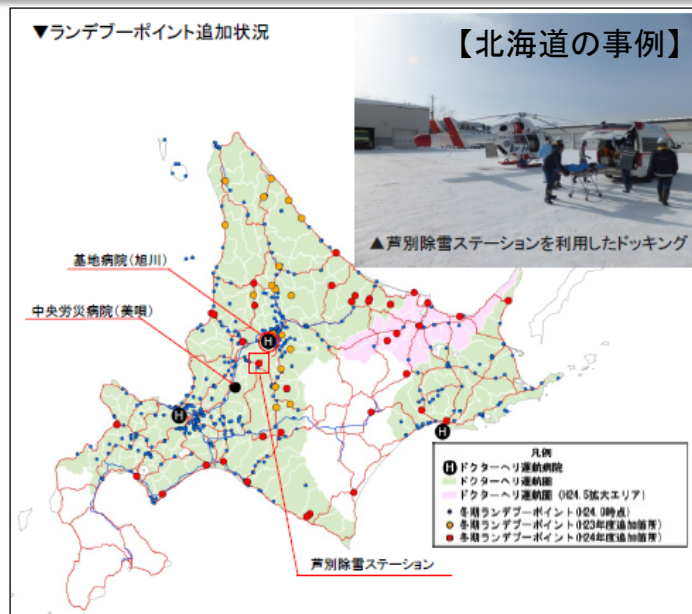 ▼ランデブーポイント追加状況
【北海道の事例】
▲芦別除雪ステーションを利用したドッキング
基地病院(旭川)
中央労災病院(美唄)
H
H
H
芦別除雪ステーション
凡例
H ドクターヘリ運航病院
ドクターヘリ運航圏
ドクターヘリ運航圏 (H24.5拡大エリア)
冬期ランデブーポイント(H24.0時点)
冬期ランデブーポイント(H23年度追加箇所)
冬期ランデブーポイント(H24年度追加箇所)